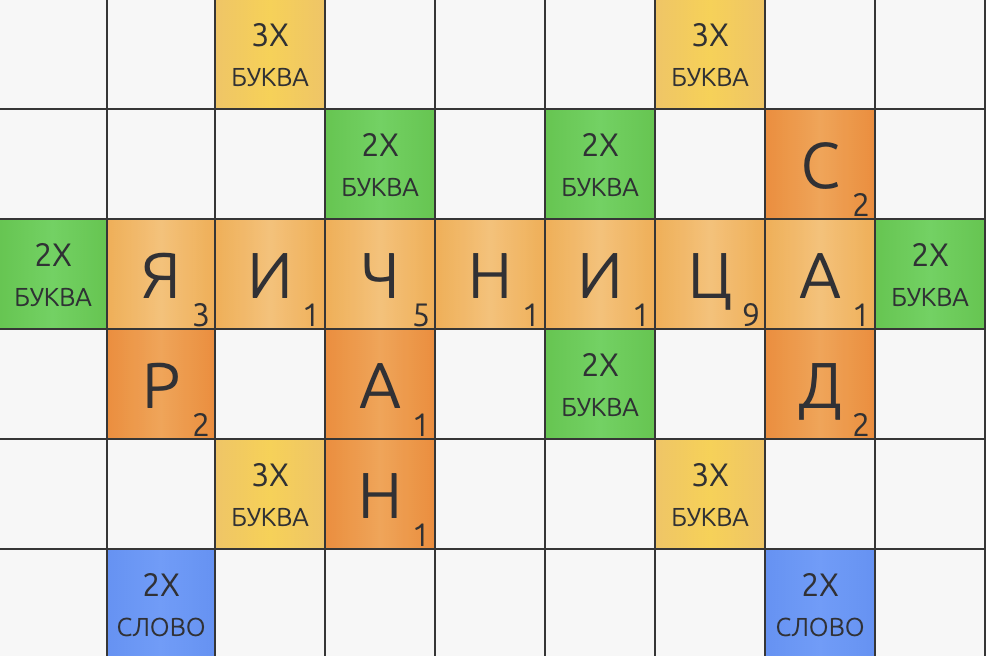 3X 3X
БУКВА БУКВА
2X 2X С 2
БУКВА БУКВА
2X Я 3 И 1 Ч 5 Н 1 И 1 Ц 9 А 1 2X
БУКВА БУКВА
Р 2 А 1 2X Д 2
БУКВА
3X Н 1 3X
БУКВА БУКВА
2X 2X
СЛОВО СЛОВО